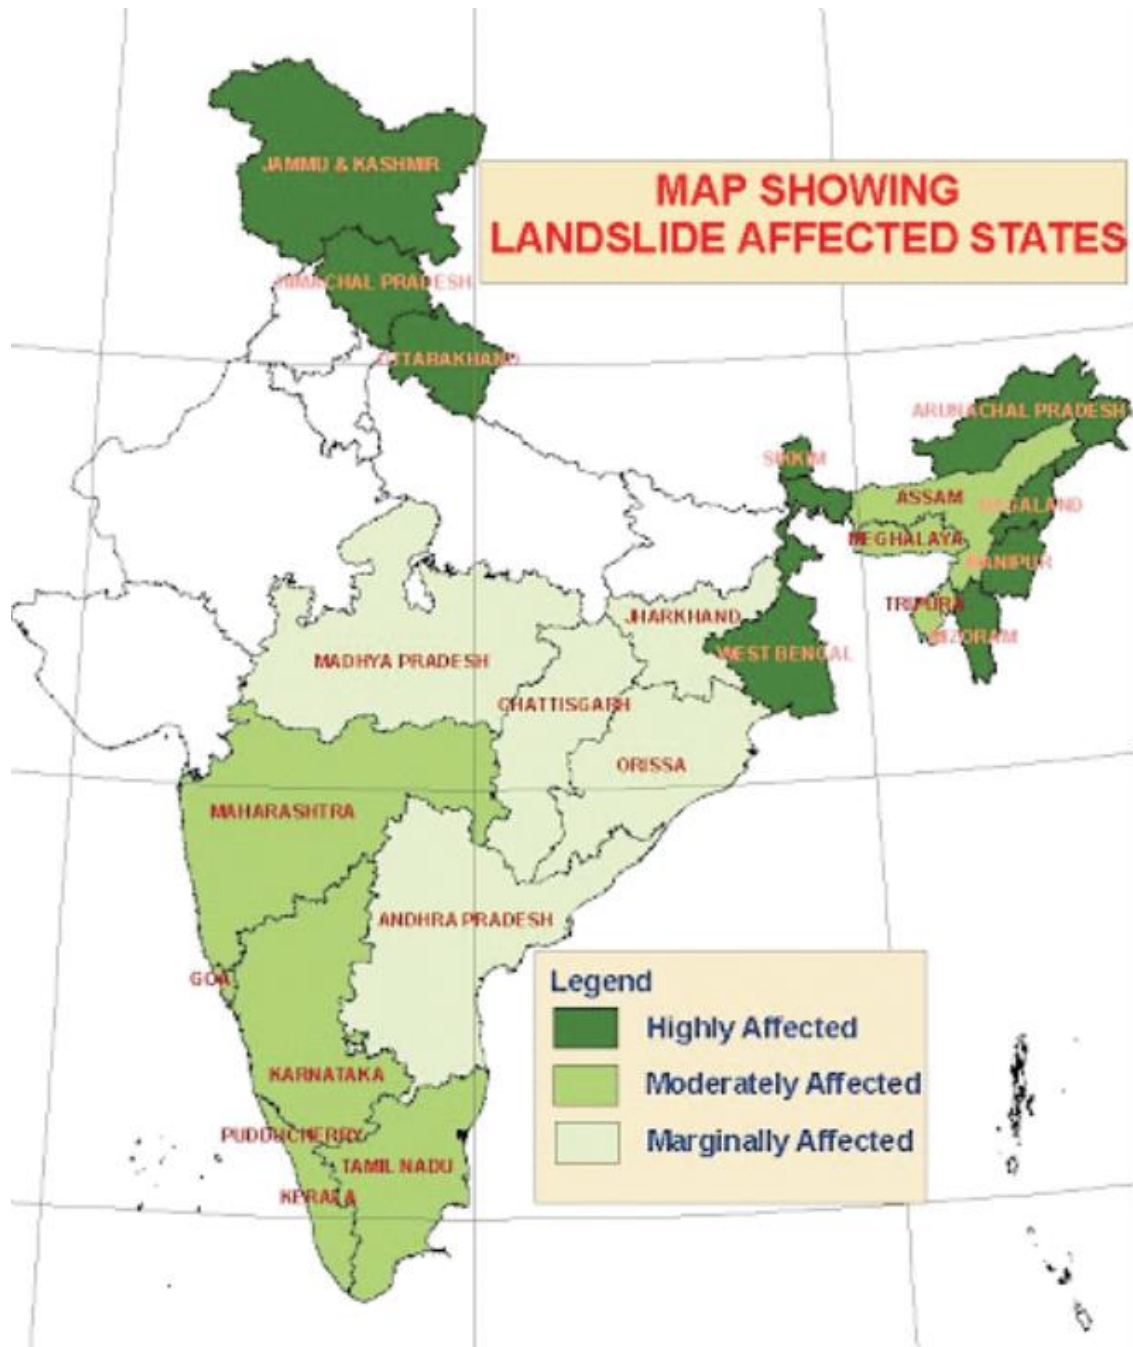 JAMMU & KASHMIR
MAP SHOWING
LANDSLIDE AFFECTED STATES
HIMACHAL PRADESH
UTTARAKHAND
ARUNACHAL PRADESH
SIKKIM
ASSAM
NAGALAND
MEGHALAYA
MANIPUR
TRIPURA
JHARKHAND
MIZORAM
WEST BENGAL
MADHYA PRADESH
CHATTISGARH
ORISSA
MAHARASHTRA
ANDHRA PRADESH
GOA
Legend
Highly Affected
KARNATAKA
Moderately Affected
PUDDUCHERRY
Marginally Affected
TAMIL NADU
KERALA